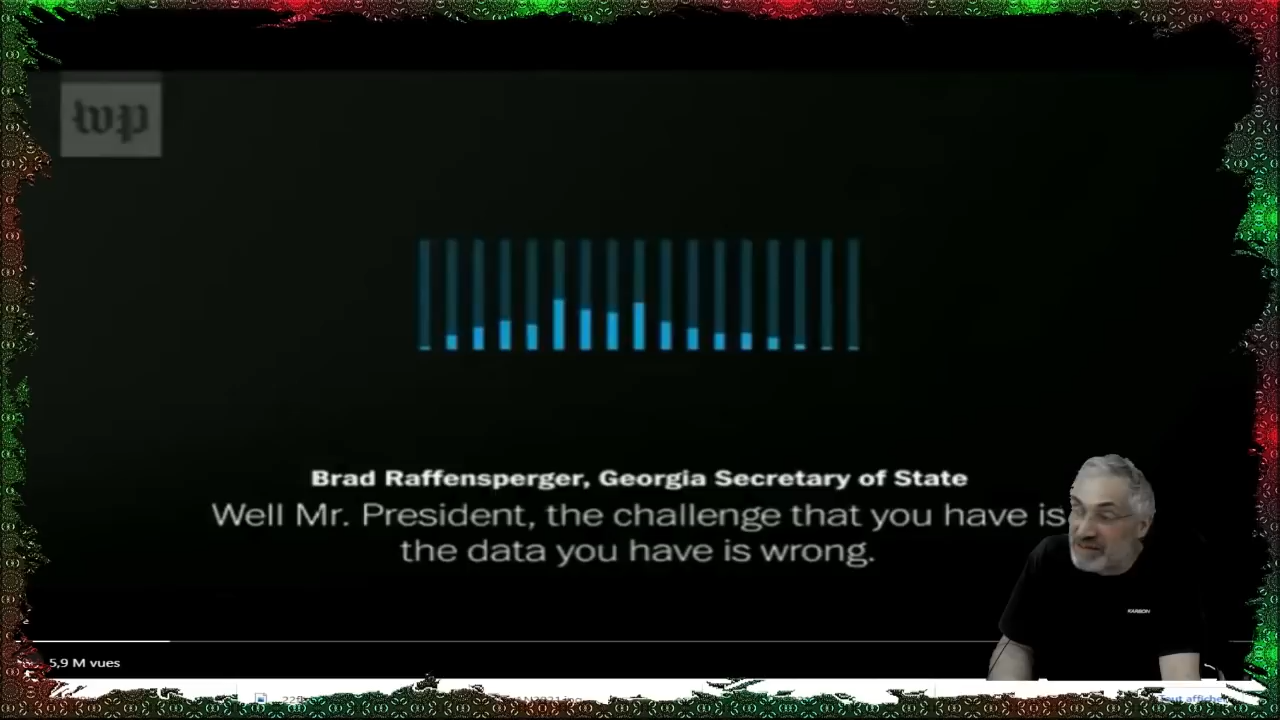 wp
Brad Raffensperger, Georgia Secretary of State
Well Mr. President, the challenge that you have is
the data you have is wrong.
KARBON
5,9 M vues